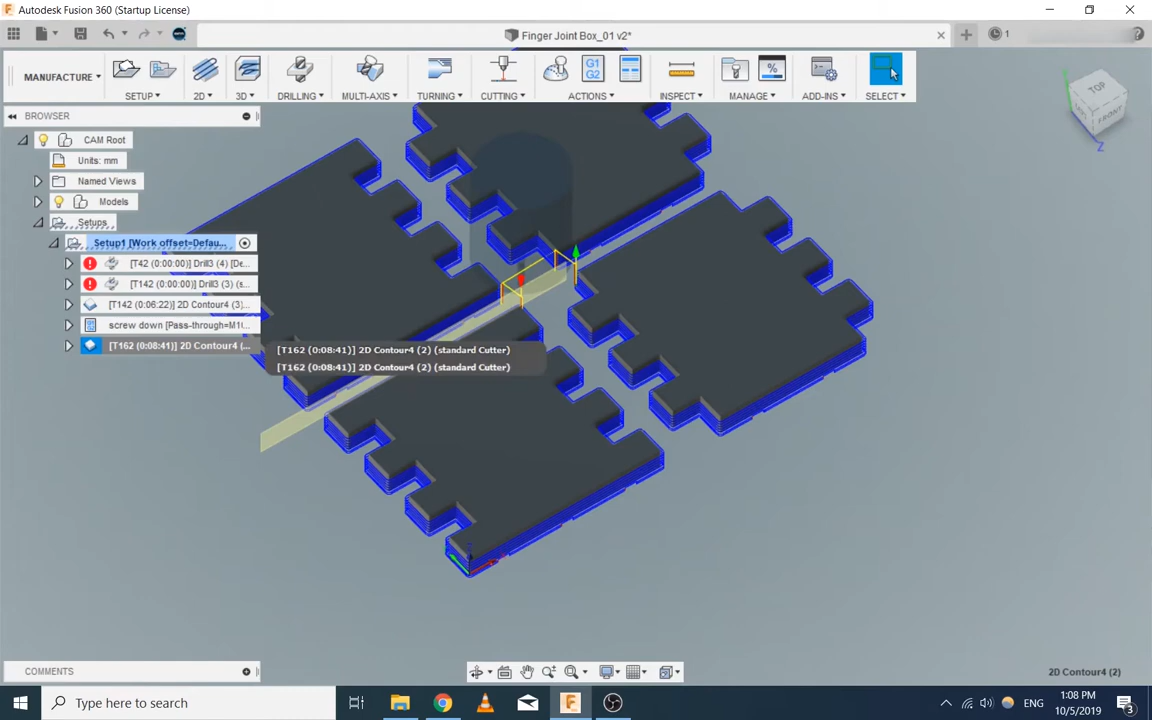 Autodesk Fusion 360 (Startup License)
Finger Joint Box_01 v2*
1
MANUFACTURE
G1
G2
%
SETUP
2D
3D
DRILLING
MULTI-AXIS
TURNING
CUTTING
ACTIONS
INSPECT
MANAGE
ADD-INS
SELECT
BROWSER
CAM Root
Units: mm
Named Views
Models
Setups
Setup1 [Work offset=Defau...
[T42 (0:00:00)] Drill3 (4) [De...
[T142 (0:00:00)] Drill3 (3) (s...
[T142 (0:06:22)] 2D Contour4 (3)...
screw down [Pass-through=M1(...
[T162 (0:08:41)] 2D Contour4 (...
[T162 (0:08:41)] 2D Contour4 (2) (standard Cutter)
[T162 (0:08:41)] 2D Contour4 (2) (standard Cutter)
TOP
FRONT
Z
COMMENTS
2D Contour4 (2)
Type here to search
ENG
1:08 PM
10/5/2019
3